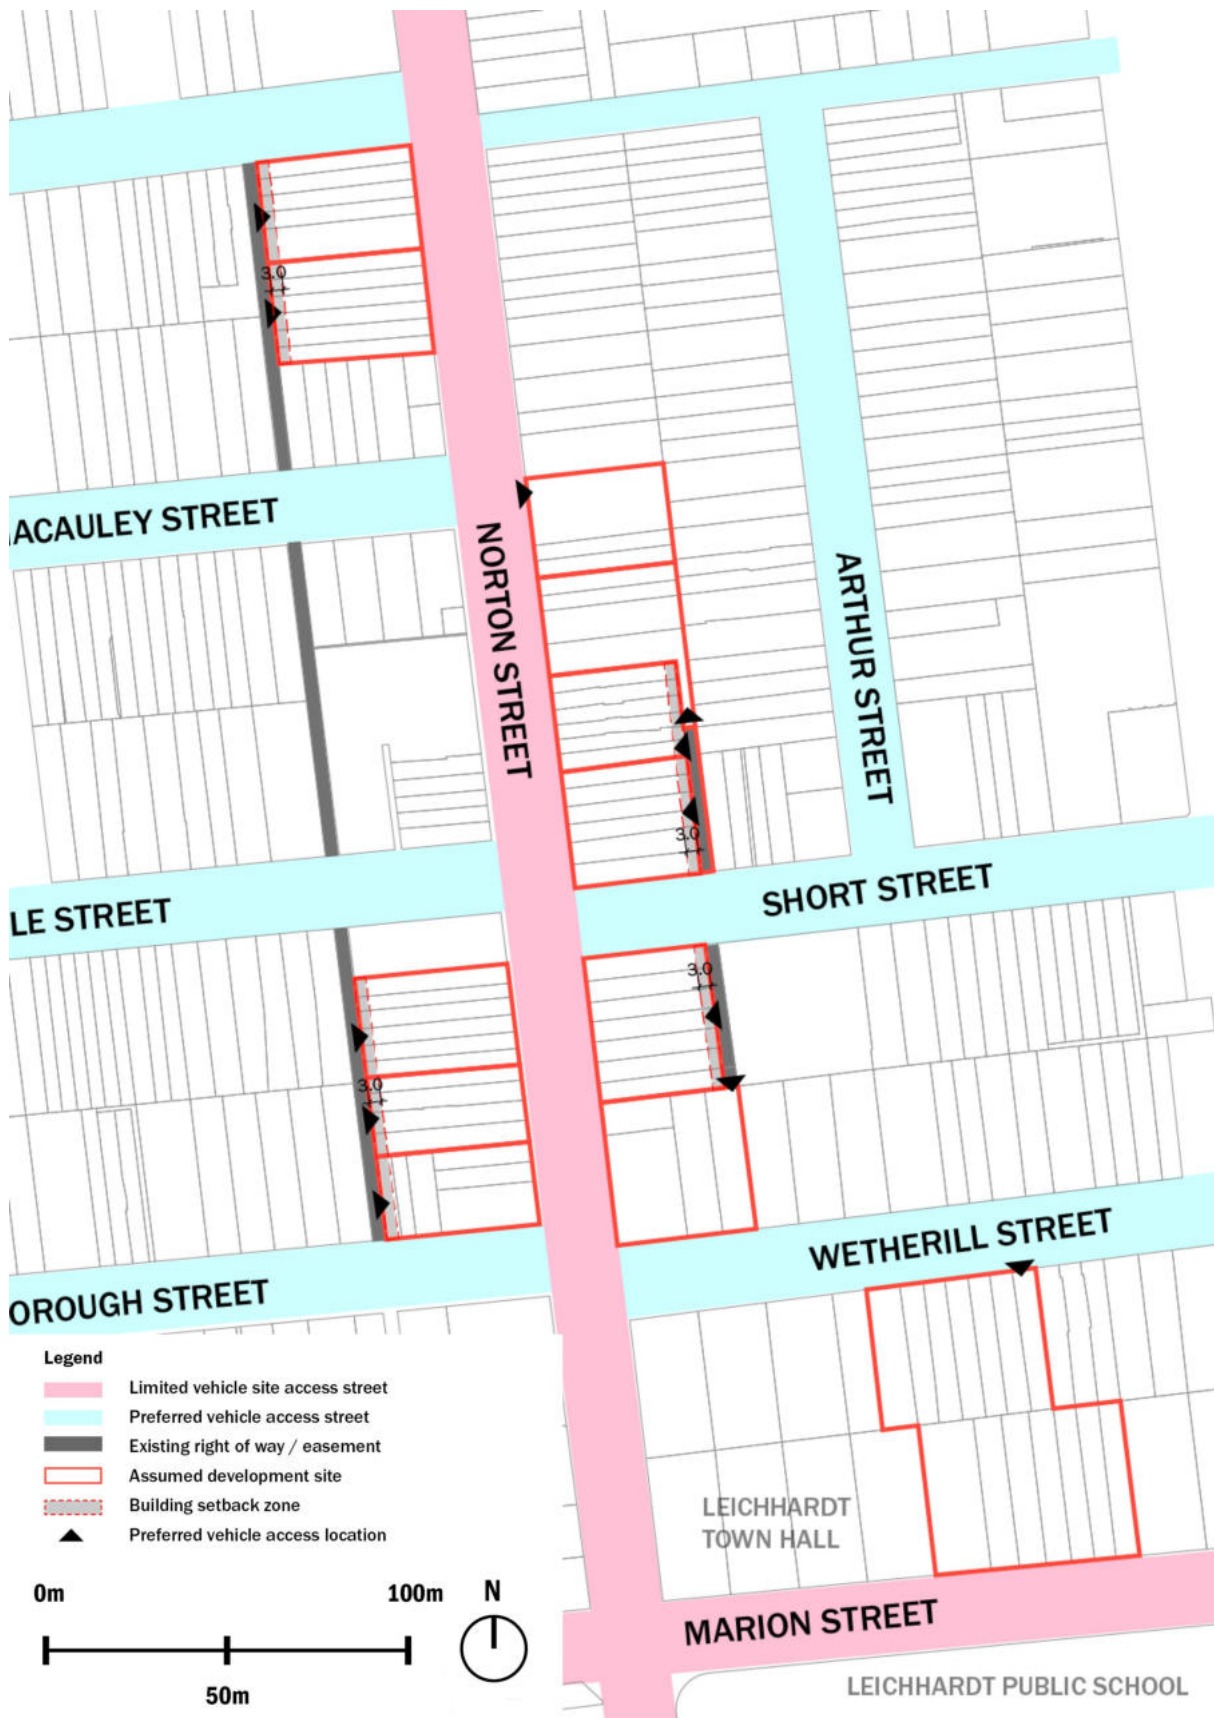 3.0
ACAULEY STREET
NORTON STREET
ARTHUR STREET
3.0
SHORT STREET
LE STREET
3.0
3.0
WETHERILL STREET
OROUGH STREET
Legend
Limited vehicle site access street
Preferred vehicle access street
Existing right of way / easement
Assumed development site
Building setback zone
Preferred vehicle access location
LEICHHARDT
TOWN HALL
0m
100m
N
50m
MARION STREET
LEICHHARDT PUBLIC SCHOOL